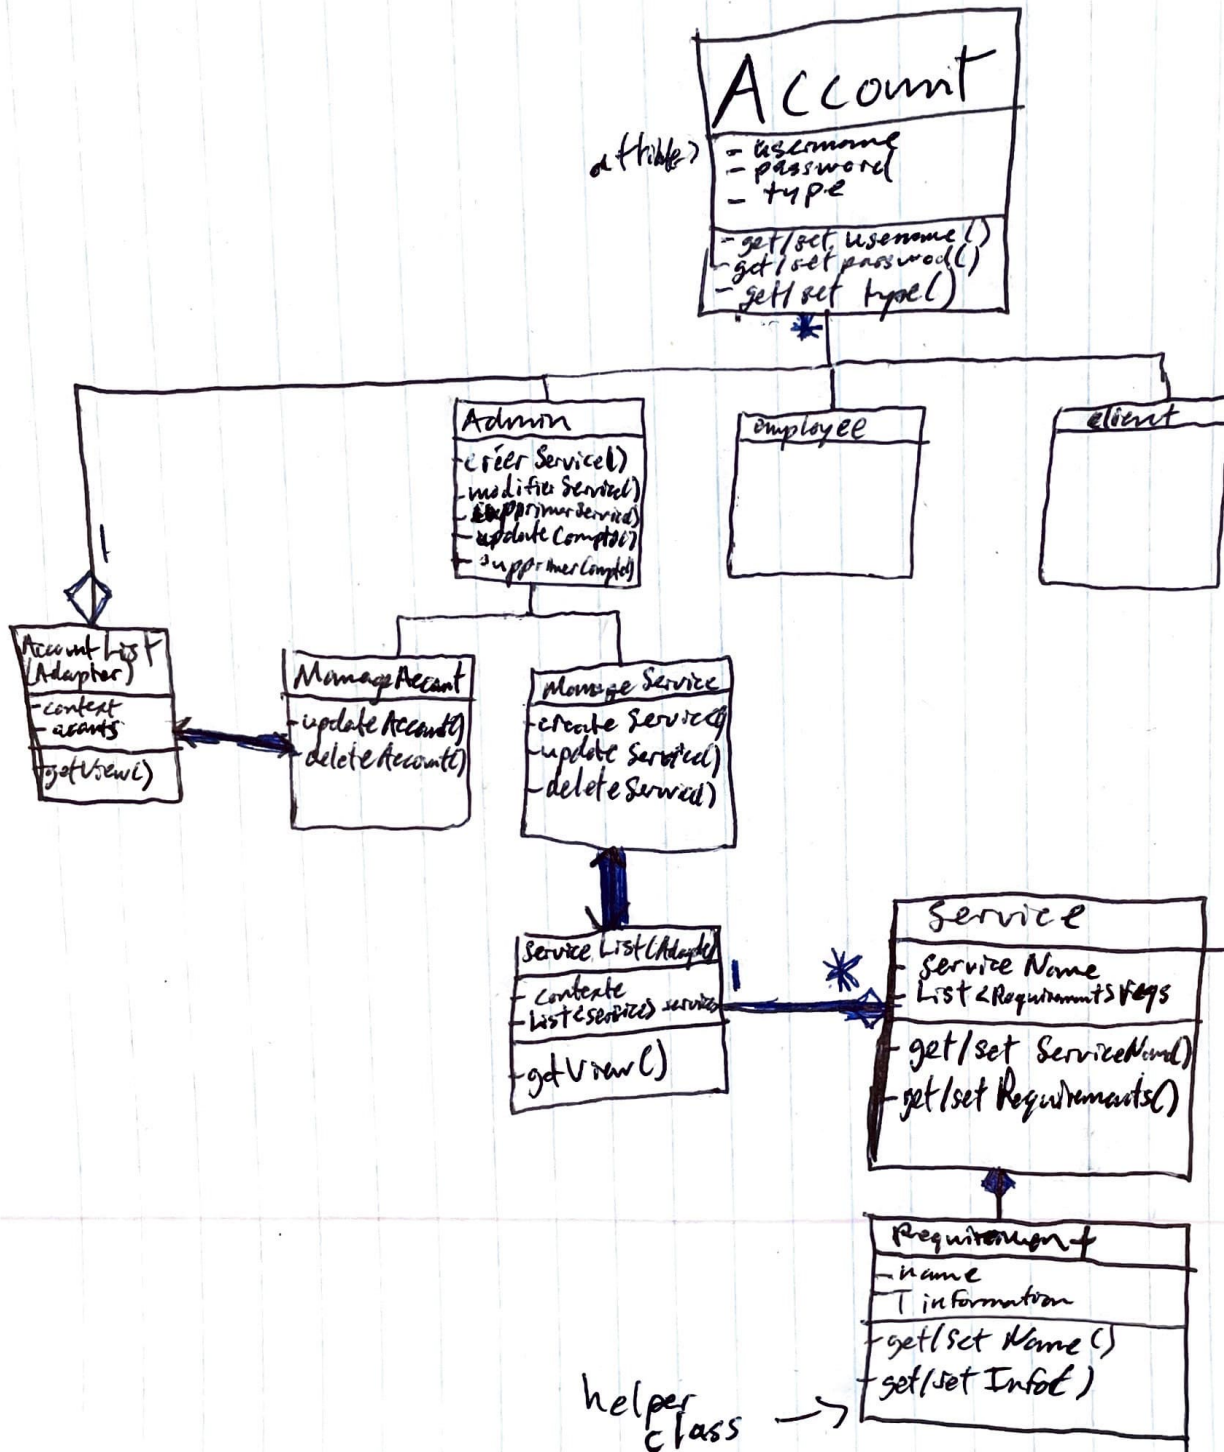 Account
- username
- password
- type
- get/set username()
- get/set password()
- get/set type()
*
Admin
- créer Service()
- modifier Service()
- supprimer Service()
- update Compte()
- supprimer Compte()
employee
client
1
Account List
(Adapter)
- context
- getView()
ManageAccount
- update Account()
- delete Account()
Manage Service
- create Service()
- update Service()
- delete Service()
Service List (Adapter)
- contexte
- List<Service> services
- getView()
1
*
Service
- Service Name
- List<Requirements> reqs
- get/set ServiceName()
- get/set Requirements()
Requirement
- name
- T information
- get/set Name()
- get/set Info()
helper
class